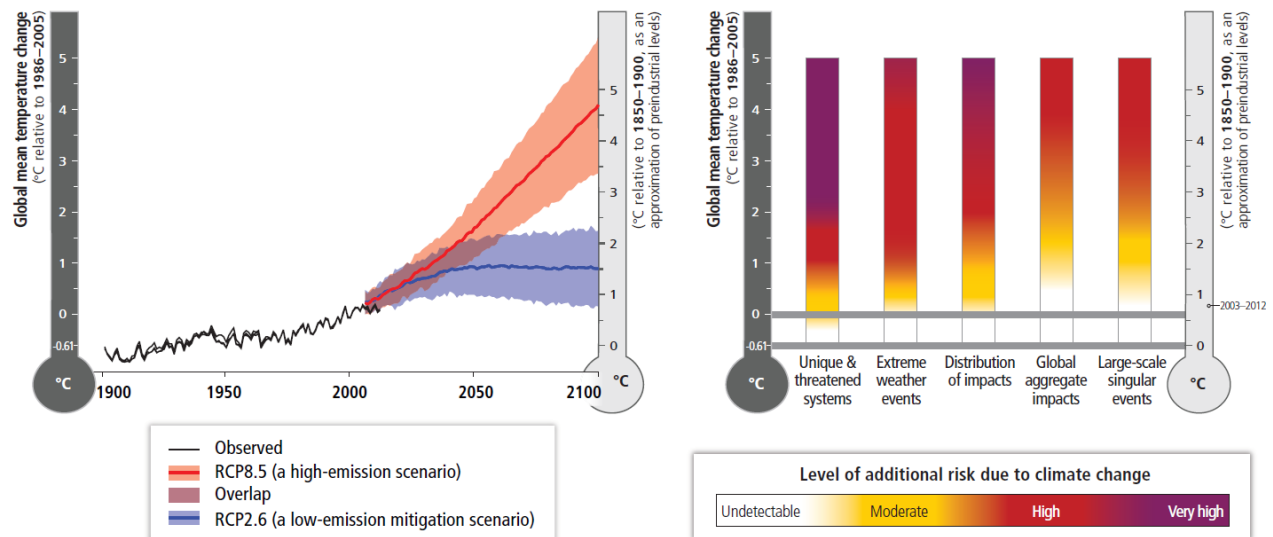 Global mean temperature change
(°C relative to 1986–2005)
5
4
3
2
1
0
-0.61
°C
(°C relative to 1850–1900, as an
approximation of preindustrial levels)
5
4
3
2
1
0
°C
1900
1950
2000
2050
2100
Observed
RCP8.5 (a high-emission scenario)
Overlap
RCP2.6 (a low-emission mitigation scenario)
Global mean temperature change
(°C relative to 1986–2005)
5
4
3
2
1
0
-0.61
°C
(°C relative to 1850–1900, as an
approximation of preindustrial levels)
5
4
3
2
1
0
2003–2012
°C
Unique &
threatened
systems
Extreme
weather
events
Distribution
of impacts
Global
aggregate
impacts
Large-scale
singular
events
Level of additional risk due to climate change
Undetectable
Moderate
High
Very high